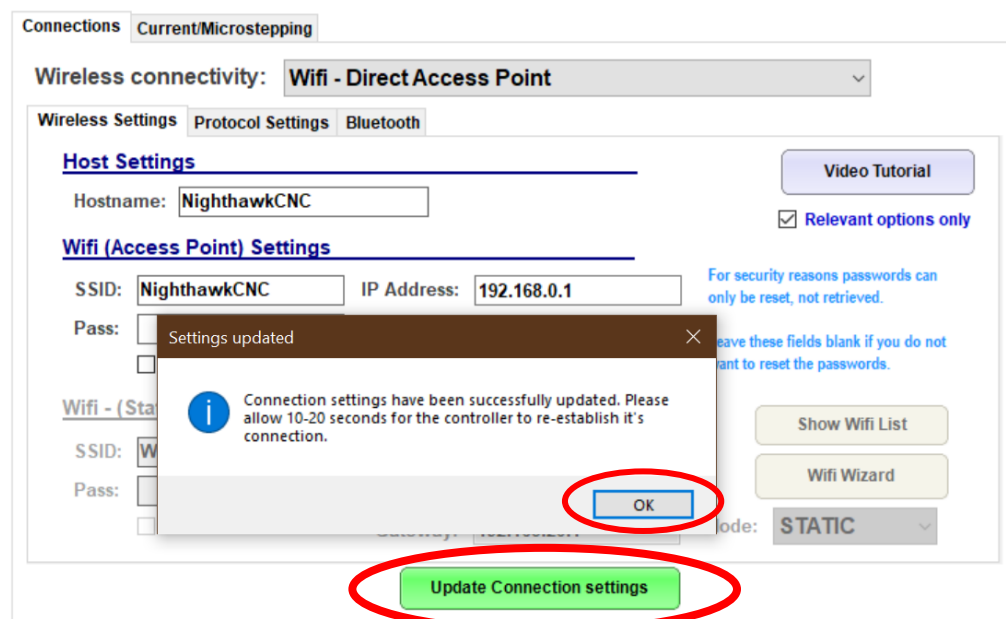 Connections Current/Microstepping
Wireless connectivity: Wifi - Direct Access Point
Wireless Settings Protocol Settings Bluetooth
Host Settings
Video Tutorial
Hostname: NighthawkCNC
Relevant options only
Wifi (Access Point) Settings
SSID: NighthawkCNC IP Address: 192.168.0.1
For security reasons passwords can
only be reset, not retrieved.
Pass:
Settings updated
eave these fields blank if you do not
ant to reset the passwords.
Connection settings have been successfully updated. Please
allow 10-20 seconds for the controller to re-establish it's
connection.
OK
Wifi - (Sta
Show Wifi List
SSID: W
Wifi Wizard
Pass:
ode: STATIC
Update Connection settings